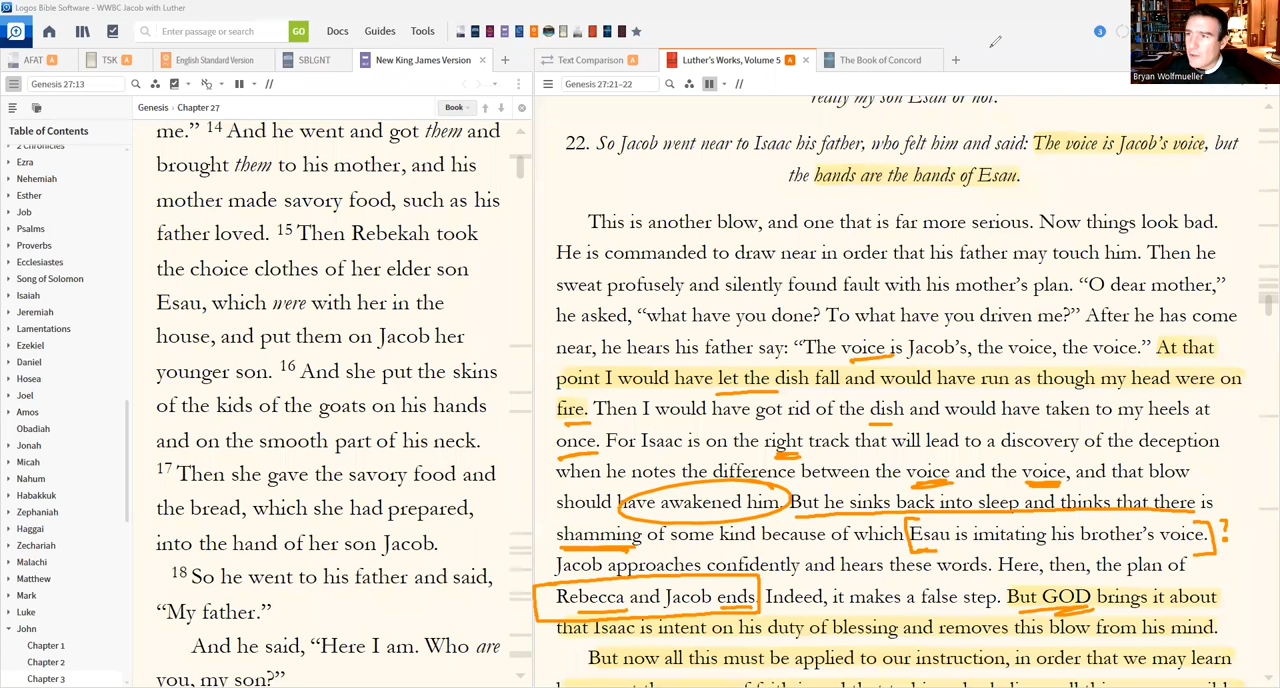 Logos Bible Software - WWBC Jacob with Luther
Enter passage or search
GO
Docs Guides Tools
3
Bryan Wolfmueller
AFAT A
TSK A
English Standard Version
SBLGNT
New King James Version
Text Comparison A
Luther's Works, Volume 5 A
The Book of Concord
Genesis 27:13
Genesis 27:21–22
Table of Contents
2 Chronicles
Ezra
Nehemiah
Esther
Job
Psalms
Proverbs
Ecclesiastes
Song of Solomon
Isaiah
Jeremiah
Lamentations
Ezekiel
Daniel
Hosea
Joel
Amos
Obadiah
Jonah
Micah
Nahum
Habakkuk
Zephaniah
Haggai
Zechariah
Malachi
Matthew
Mark
Luke
John
Chapter 1
Chapter 2
Chapter 3
Genesis › Chapter 27
Book
me.” 14 And he went and got them and
brought them to his mother, and his
mother made savory food, such as his
father loved. 15 Then Rebekah took
the choice clothes of her elder son
Esau, which were with her in the
house, and put them on Jacob her
younger son. 16 And she put the skins
of the kids of the goats on his hands
and on the smooth part of his neck.
17 Then she gave the savory food and
the bread, which she had prepared,
into the hand of her son Jacob.
18 So he went to his father and said,
“My father.”
And he said, “Here I am. Who are
you, my son?”
really my son Esau or not.
22. So Jacob went near to Isaac his father, who felt him and said: The voice is Jacob’s voice, but
the hands are the hands of Esau.
This is another blow, and one that is far more serious. Now things look bad.
He is commanded to draw near in order that his father may touch him. Then he
sweat profusely and silently found fault with his mother’s plan. “O dear mother,”
he asked, “what have you done? To what have you driven me?” After he has come
near, he hears his father say: “The voice is Jacob’s, the voice, the voice.” At that
point I would have let the dish fall and would have run as though my head were on
fire. Then I would have got rid of the dish and would have taken to my heels at
once. For Isaac is on the right track that will lead to a discovery of the deception
when he notes the difference between the voice and the voice, and that blow
should have awakened him. But he sinks back into sleep and thinks that there is
shamming of some kind because of which Esau is imitating his brother’s voice. ?
Jacob approaches confidently and hears these words. Here, then, the plan of
Rebecca and Jacob ends. Indeed, it makes a false step. But GOD brings it about
that Isaac is intent on his duty of blessing and removes this blow from his mind.
But now all this must be applied to our instruction, in order that we may learn